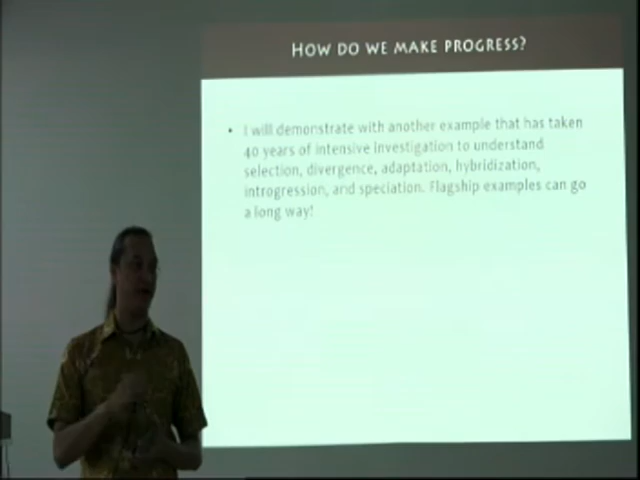 HOW DO WE MAKE PROGRESS?
• I will demonstrate with another example that has taken
40 years of intensive investigation to understand
selection, divergence, adaptation, hybridization,
introgression, and speciation. Flagship examples can go
a long way!